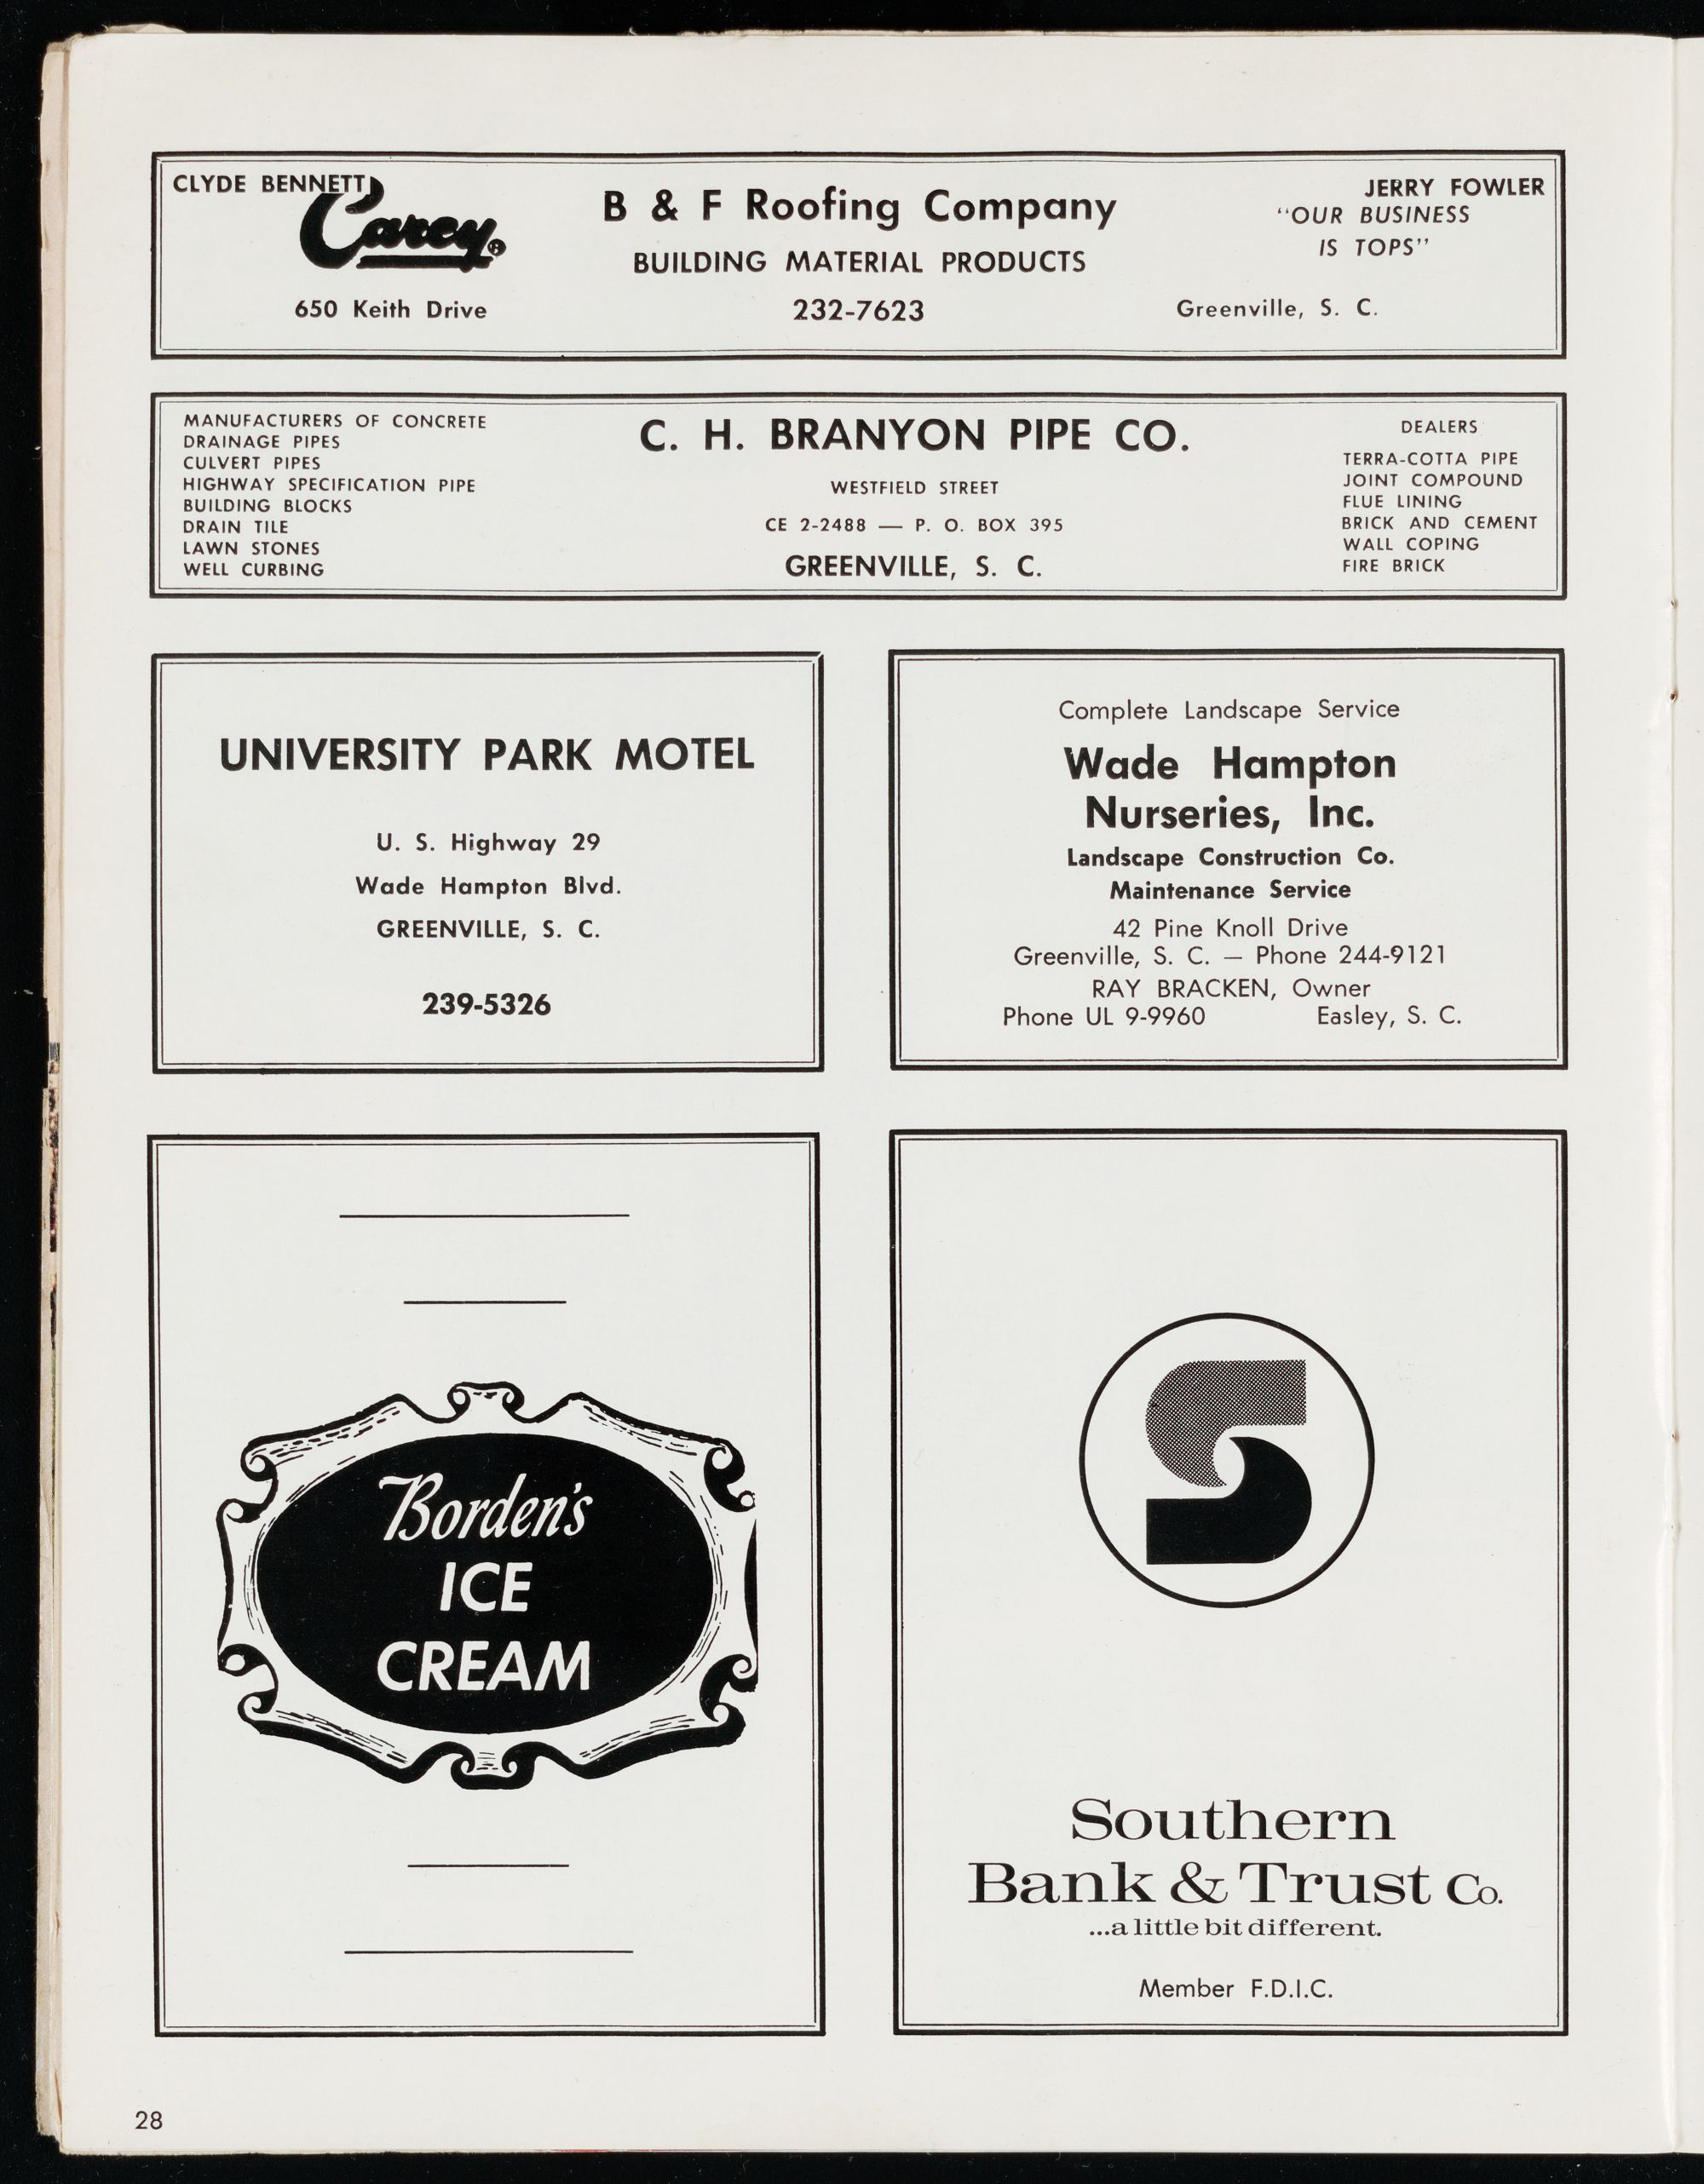 CLYDE BENNETT
Carey®
650 Keith Drive
B & F Roofing Company
BUILDING MATERIAL PRODUCTS
232-7623
JERRY FOWLER
“OUR BUSINESS
IS TOPS”
Greenville, S. C.
MANUFACTURERS OF CONCRETE
DRAINAGE PIPES
CULVERT PIPES
HIGHWAY SPECIFICATION PIPE
BUILDING BLOCKS
DRAIN TILE
LAWN STONES
WELL CURBING
C. H. BRANYON PIPE CO.
WESTFIELD STREET
CE 2-2488 — P. O. BOX 395
GREENVILLE, S. C.
DEALERS
TERRA-COTTA PIPE
JOINT COMPOUND
FLUE LINING
BRICK AND CEMENT
WALL COPING
FIRE BRICK
UNIVERSITY PARK MOTEL
U. S. Highway 29
Wade Hampton Blvd.
GREENVILLE, S. C.
239-5326
Complete Landscape Service
Wade Hampton
Nurseries, Inc.
Landscape Construction Co.
Maintenance Service
42 Pine Knoll Drive
Greenville, S. C. — Phone 244-9121
RAY BRACKEN, Owner
Phone UL 9-9960 Easley, S. C.
Borden's
ICE
CREAM
S
Southern
Bank & Trust Co.
...a little bit different.
Member F.D.I.C.
28